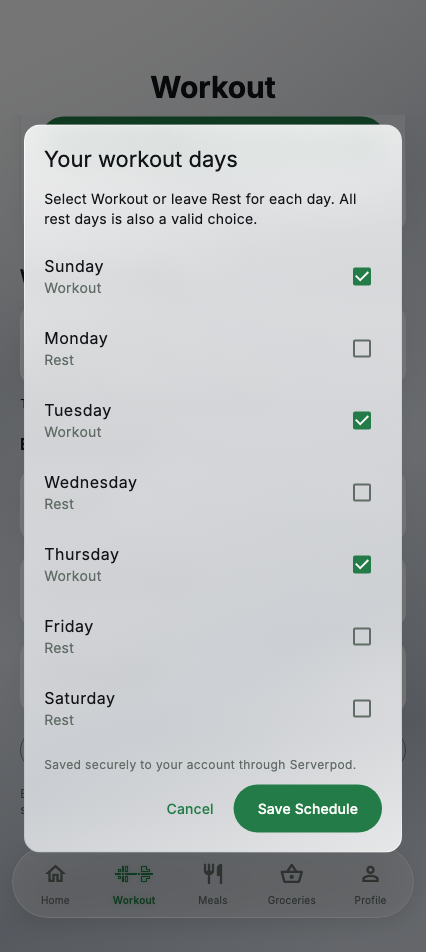 Workout
Your workout days
Select Workout or leave Rest for each day. All
rest days is also a valid choice.
Sunday
Workout
Monday
Rest
Tuesday
Workout
Wednesday
Rest
Thursday
Workout
Friday
Rest
Saturday
Rest
Saved securely to your account through Serverpod.
Cancel
Save Schedule
Home
Workout
Meals
Groceries
Profile